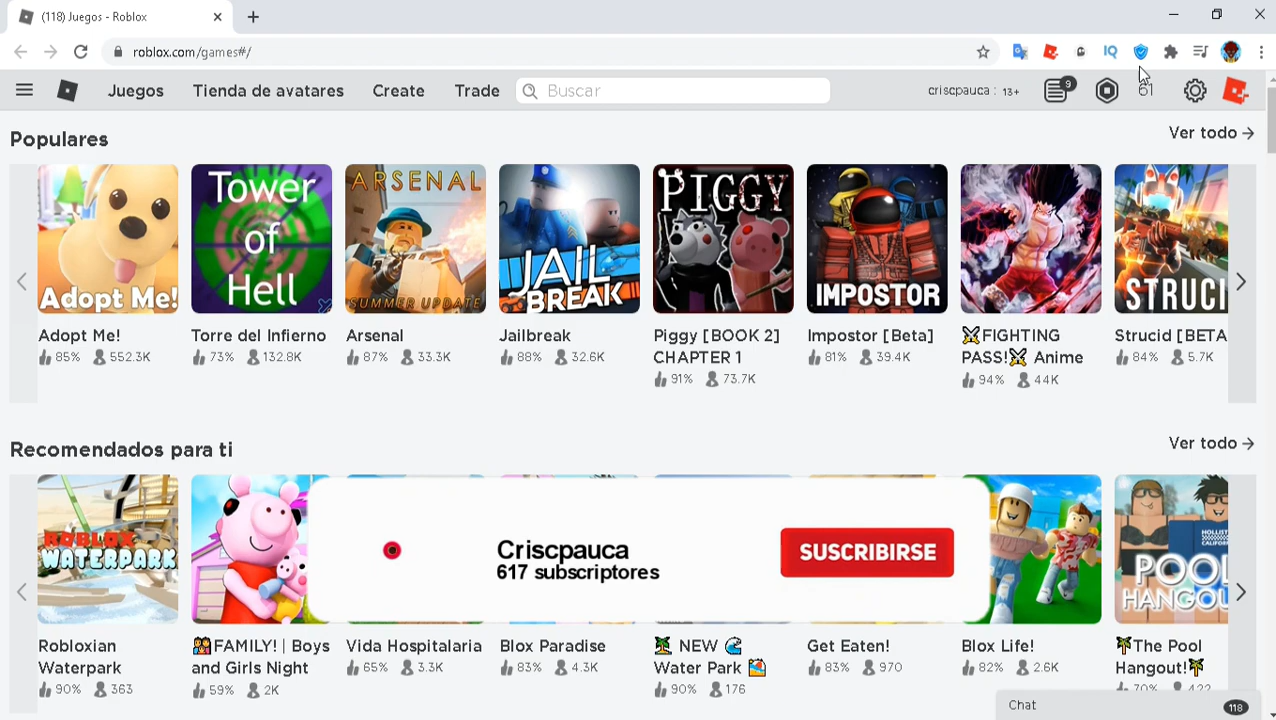 (118) Juegos - Roblox
roblox.com/games#/
IQ
Juegos Tienda de avatares Create Trade Buscar criscpauca : 13+ 9 61
Populares Ver todo
Adopt Me!
Tower of Hell
ARSENAL
SUMMER UPDATE
JAIL BREAK
PIGGY
IMPOSTOR
STRUCI
Adopt Me! Torre del Infierno Arsenal Jailbreak Piggy [BOOK 2] Impostor [Beta] ⚔FIGHTING Strucid [BETA
CHAPTER 1 PASS!⚔ Anime
85% 552.3K 73% 132.8K 87% 33.3K 88% 32.6K 81% 39.4K 84% 5.7K
91% 73.7K 94% 44K
Recomendados para ti Ver todo
ROBLOX
WATERPARK
HOLLISTER
CALIFORNIA
POOL
HANGOU
Criscpauca
617 subscriptores
SUSCRIBIRSE
Robloxian FAMILY! | Boys Vida Hospitalaria Blox Paradise NEW Get Eaten! Blox Life! The Pool
Waterpark and Girls Night Water Park Hangout!
65% 3.3K 83% 4.3K 83% 970 82% 2.6K
90% 363 59% 2K 90% 176 70% 422
Chat 118